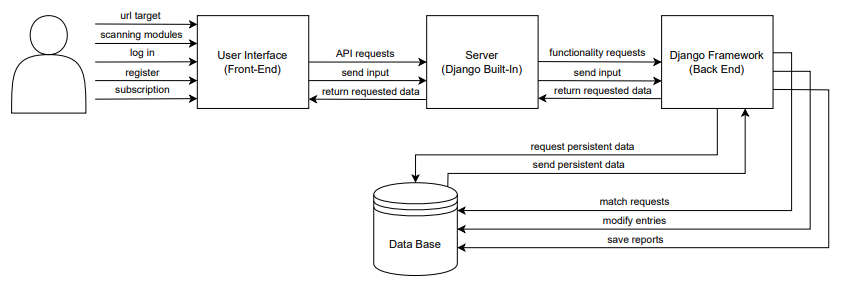 url target
scanning modules
log in
register
subscription
User Interface
(Front-End)
API requests
send input
return requested data
Server
(Django Built-In)
functionality requests
send input
return requested data
Django Framework
(Back End)
request persistent data
send persistent data
match requests
modify entries
save reports
Data Base